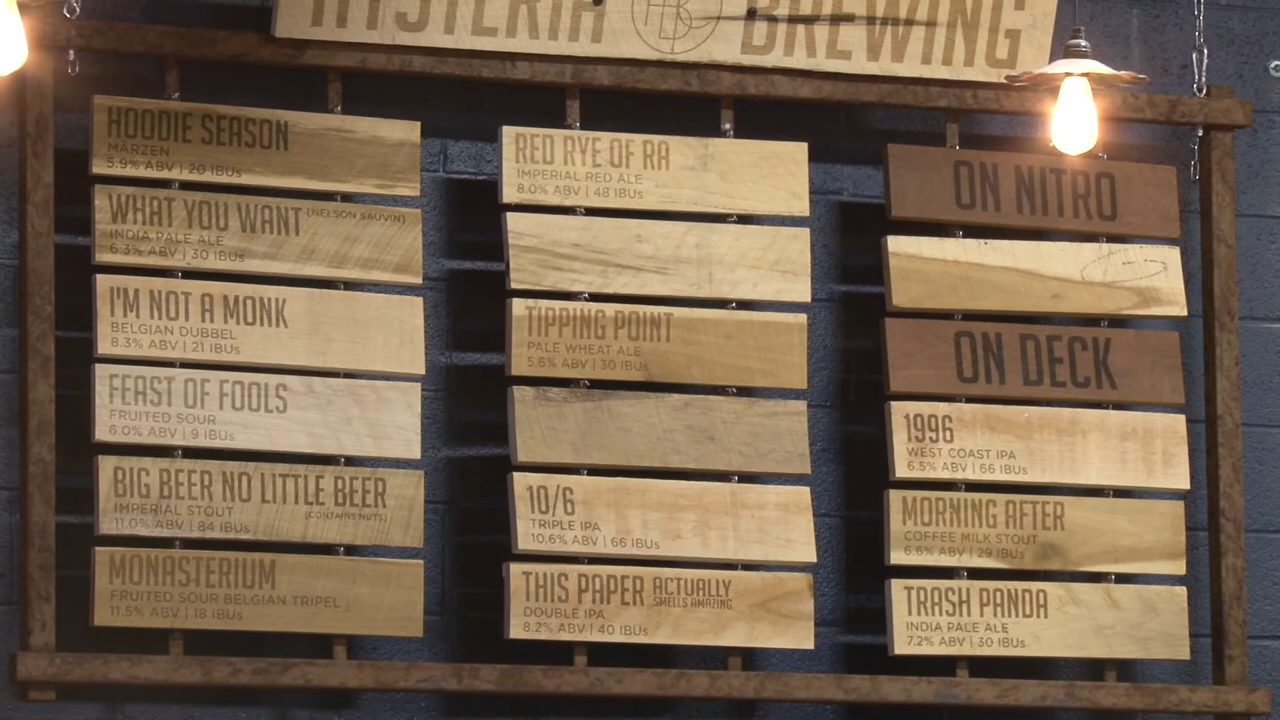 HYSTERIA HBC BREWING
HOODIE SEASON
MÄRZEN
5.9% ABV | 20 IBUs
WHAT YOU WANT (NELSON SAUVIN)
INDIA PALE ALE
6.3% ABV | 30 IBUs
I'M NOT A MONK
BELGIAN DUBBEL
8.3% ABV | 21 IBUs
FEAST OF FOOLS
FRUITED SOUR
6.0% ABV | 9 IBUs
BIG BEER NO LITTLE BEER
IMPERIAL STOUT [CONTAINS NUTS]
11.0% ABV | 84 IBUs
MONASTERIUM
FRUITED SOUR BELGIAN TRIPEL
11.5% ABV | 18 IBUs
RED RYE OF RA
IMPERIAL RED ALE
8.0% ABV | 48 IBUs
TIPPING POINT
PALE WHEAT ALE
5.6% ABV | 30 IBUs
10/6
TRIPLE IPA
10.6% ABV | 66 IBUs
THIS PAPER ACTUALLY SMELLS AMAZING
DOUBLE IPA
8.2% ABV | 40 IBUs
ON NITRO
ON DECK
1996
WEST COAST IPA
6.5% ABV | 66 IBUs
MORNING AFTER
COFFEE MILK STOUT
6.6% ABV | 29 IBUs
TRASH PANDA
INDIA PALE ALE
7.2% ABV | 30 IBUs